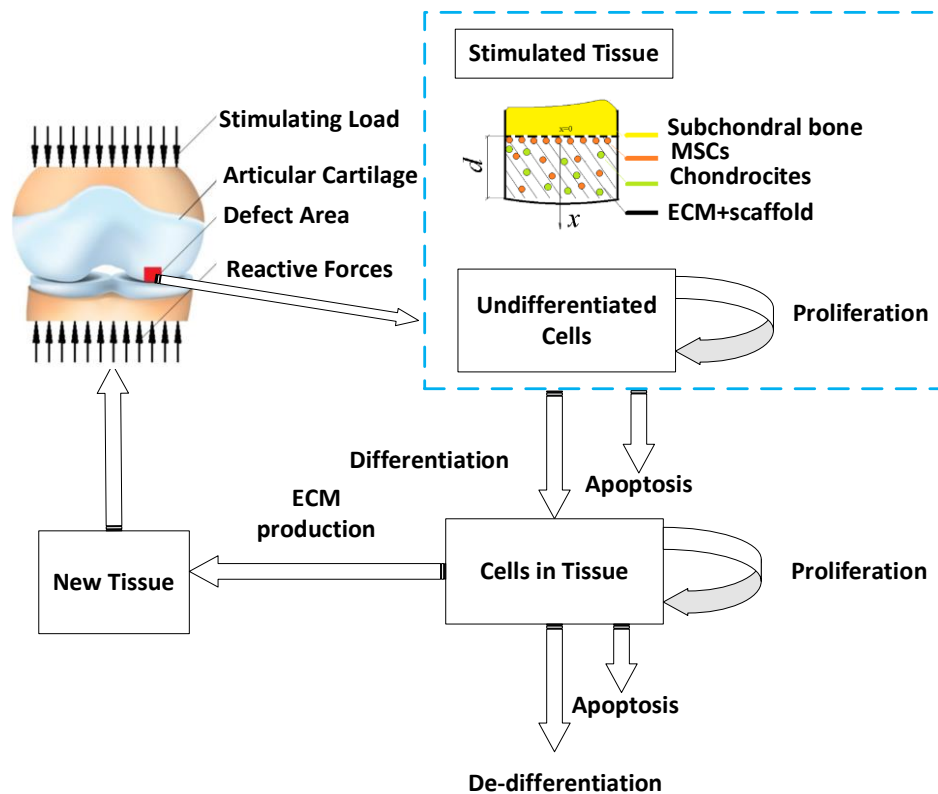 Stimulated Tissue
Stimulating Load
Articular Cartilage
Defect Area
Reactive Forces
x=0
d
x
Subchondral bone
MSCs
Chondrocites
ECM+scaffold
Undifferentiated
Cells
Proliferation
Differentiation
Apoptosis
ECM
production
New Tissue
Cells in Tissue
Proliferation
Apoptosis
De-differentiation